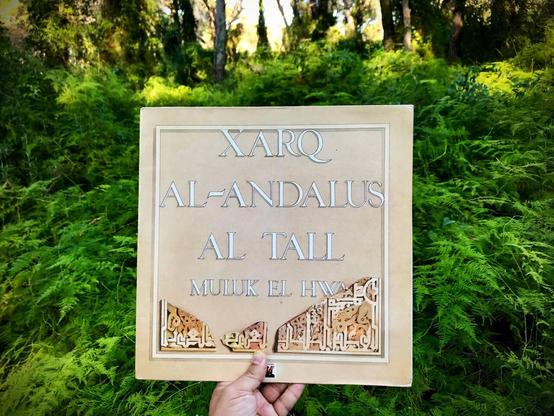 XARQ
AL-ANDALUS
AL TALL
MULUK EL HWA